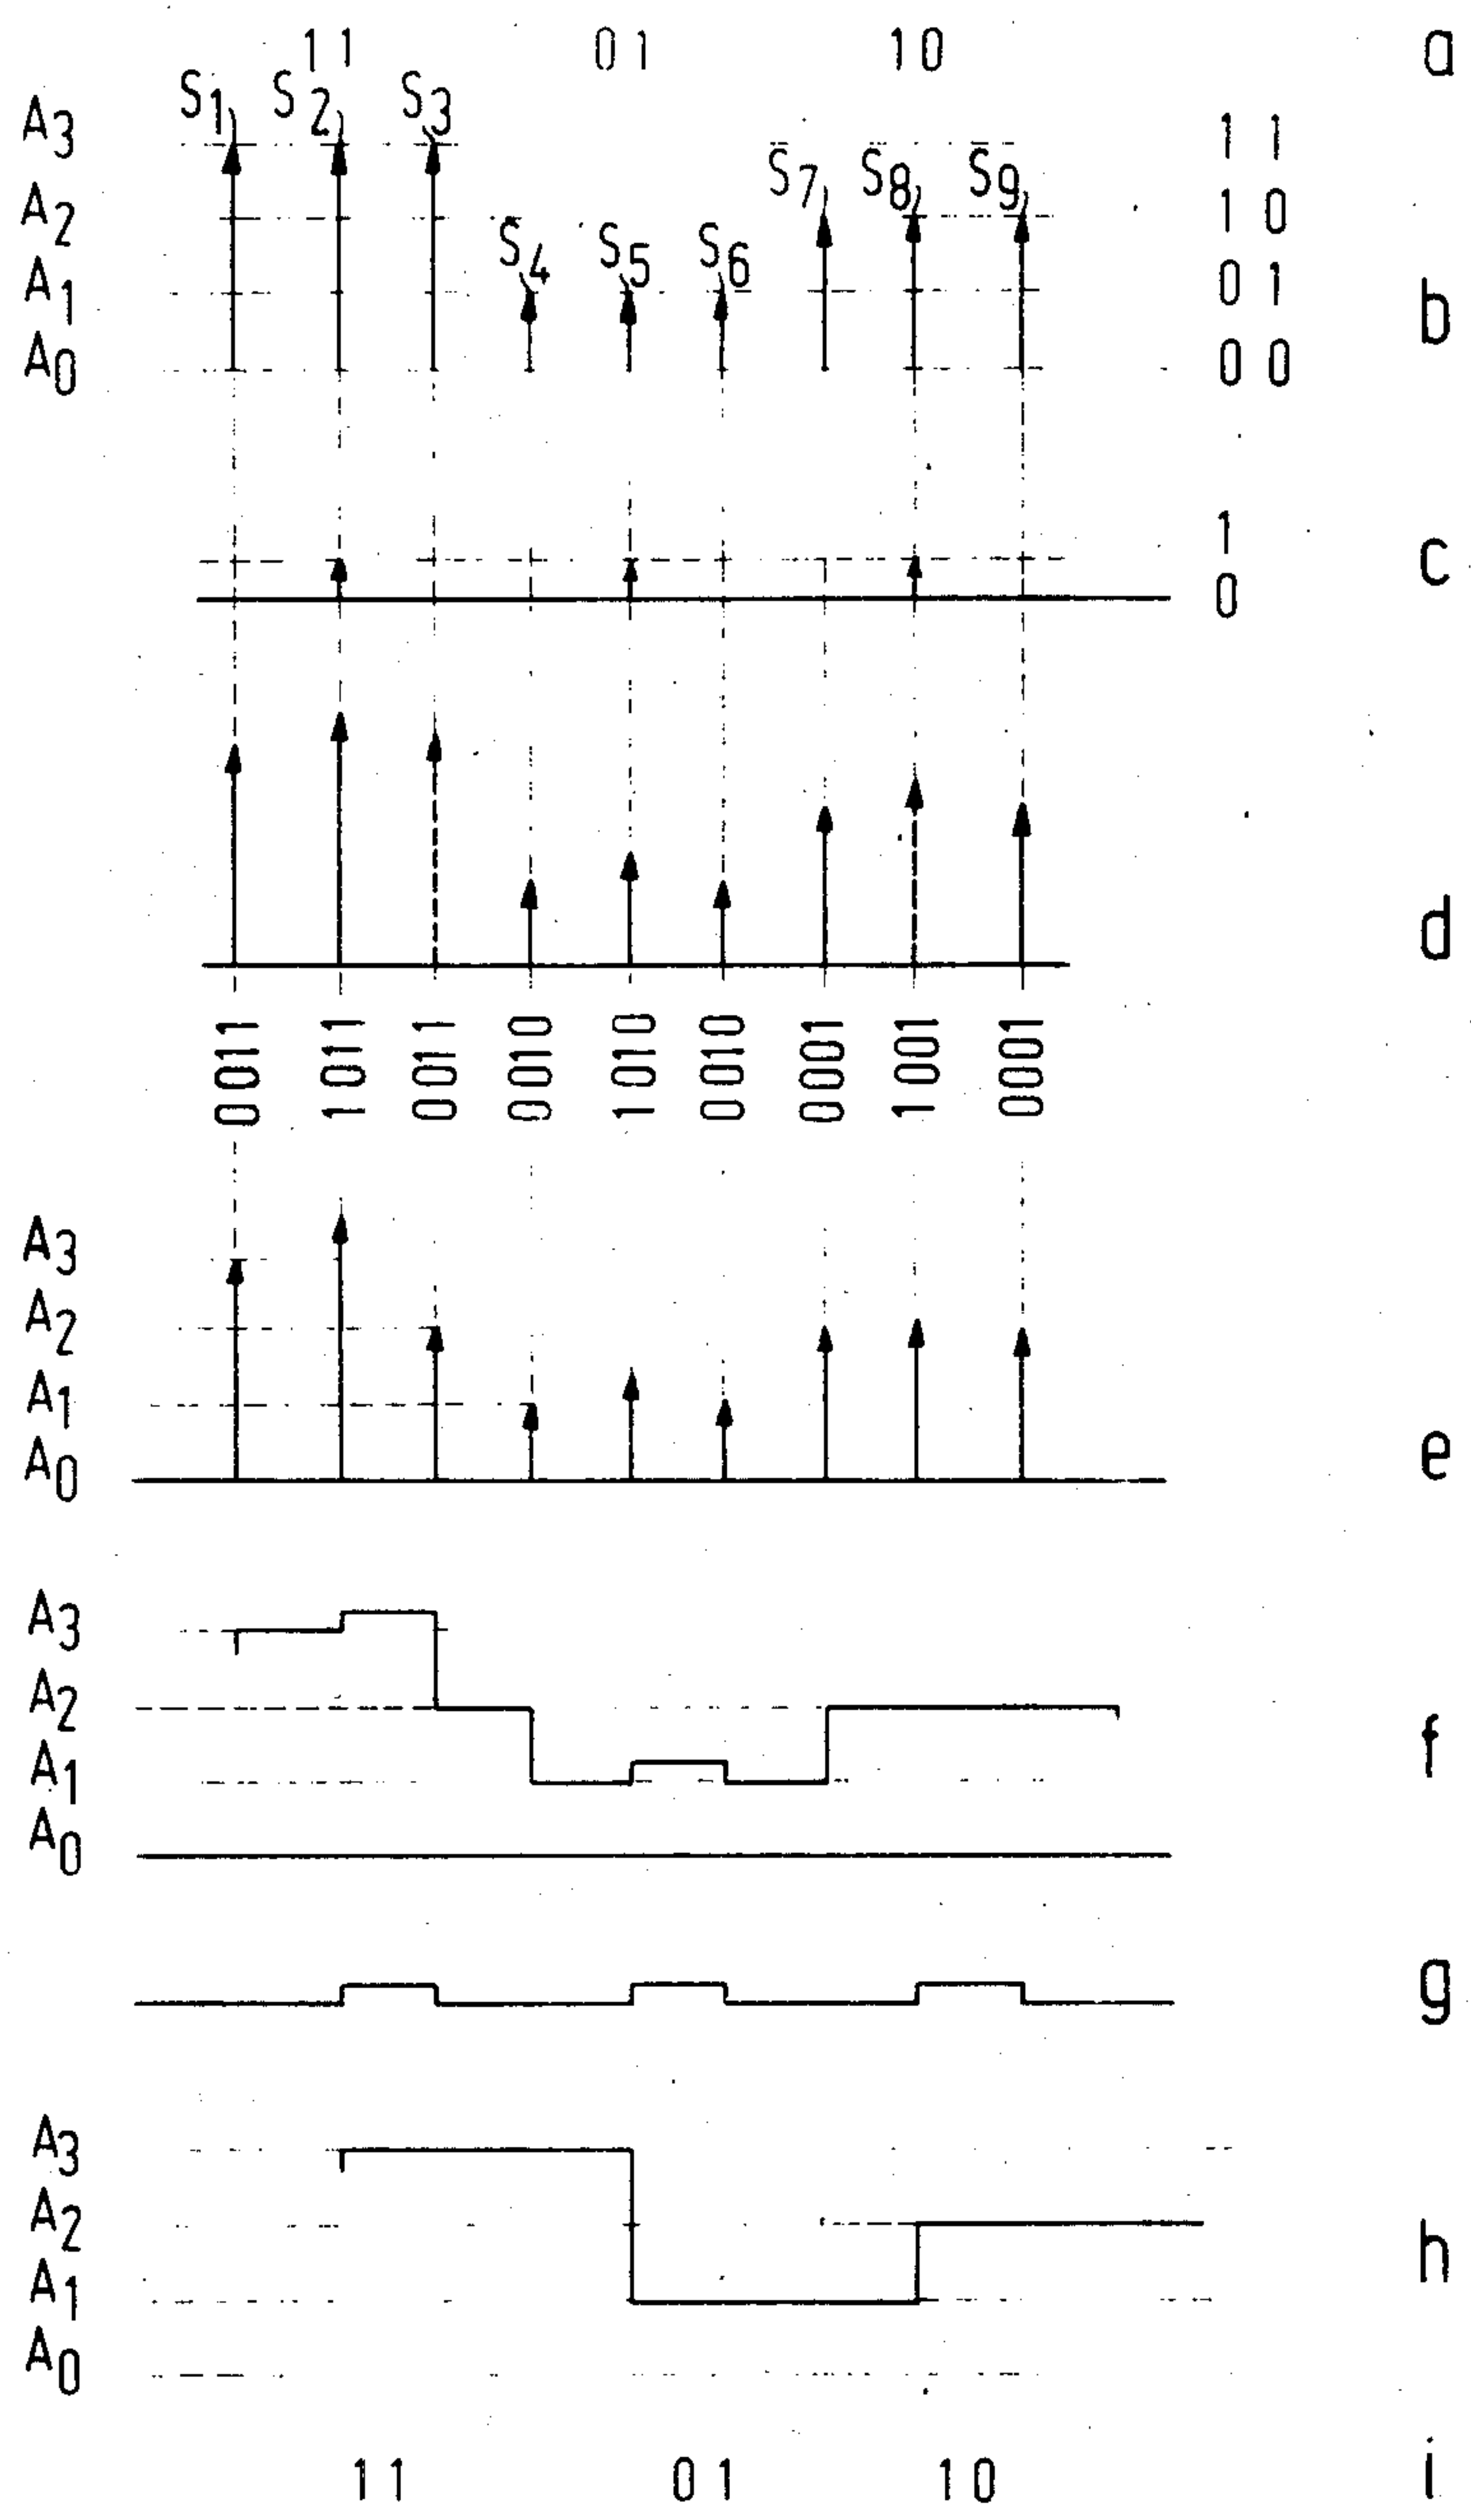 11 01 10 a
S1 S2 S3
A3 11
S7 S8 S9
A2 10
S4 S5 S6
A1 01 b
A0 00
1
c
0
d
0011 1011 0011 0010 1010 0010 0001 1001 0001
A3
A2
A1
A0 e
A3
A2
A1 f
A0
g
A3
A2
A1 h
A0
11 01 10 i